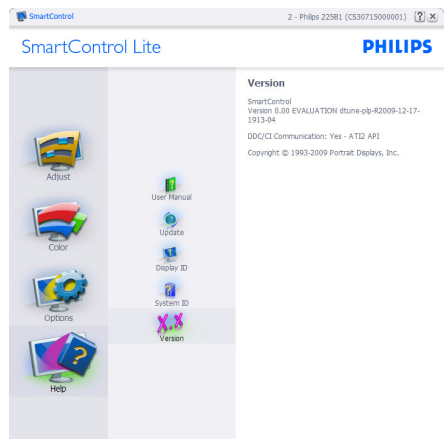 SmartControl
2 - Philips 225B1 (CS30715000001)
SmartControl Lite
PHILIPS
Adjust
Color
Options
Help
User Manual
Update
Display ID
System ID
X.X
Version
Version
SmartControl
Version 0.00 EVALUATION dtune-plp-R2009-12-17-
1913-04
DDC/CI Communication: Yes - ATI2 API
Copyright © 1993-2009 Portrait Displays, Inc.